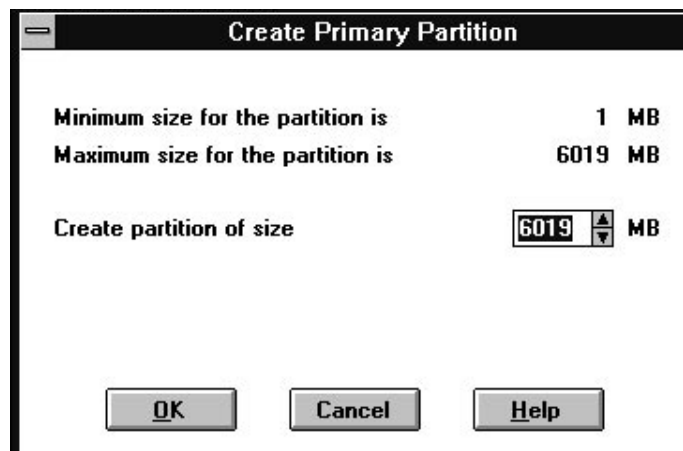 Create Primary Partition
Minimum size for the partition is 1 MB
Maximum size for the partition is 6019 MB
Create partition of size 6019 MB
OK Cancel Help